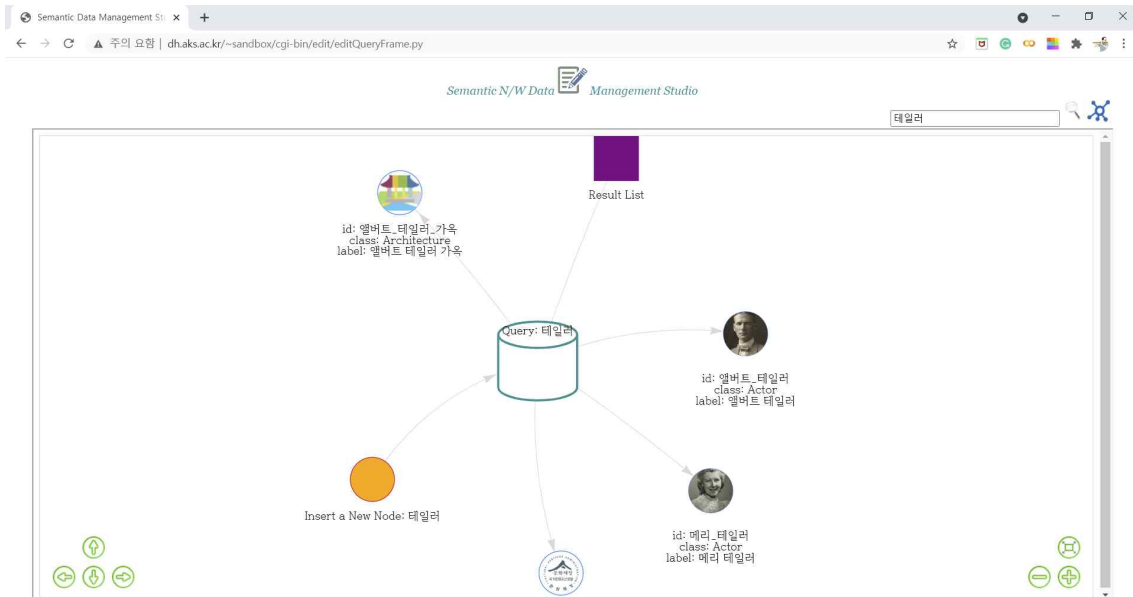 Semantic Data Management St
주의 요함 | dh.aks.ac.kr/~sandbox/cgi-bin/edit/editQueryFrame.py
Semantic N/W Data Management Studio
테일러
Result List
id: 앨버트_테일러_가옥
class: Architecture
label: 앨버트 테일러 가옥
Query: 테일러
id: 앨버트_테일러
class: Actor
label: 앨버트 테일러
Insert a New Node: 테일러
id: 메리_테일러
class: Actor
label: 메리 테일러